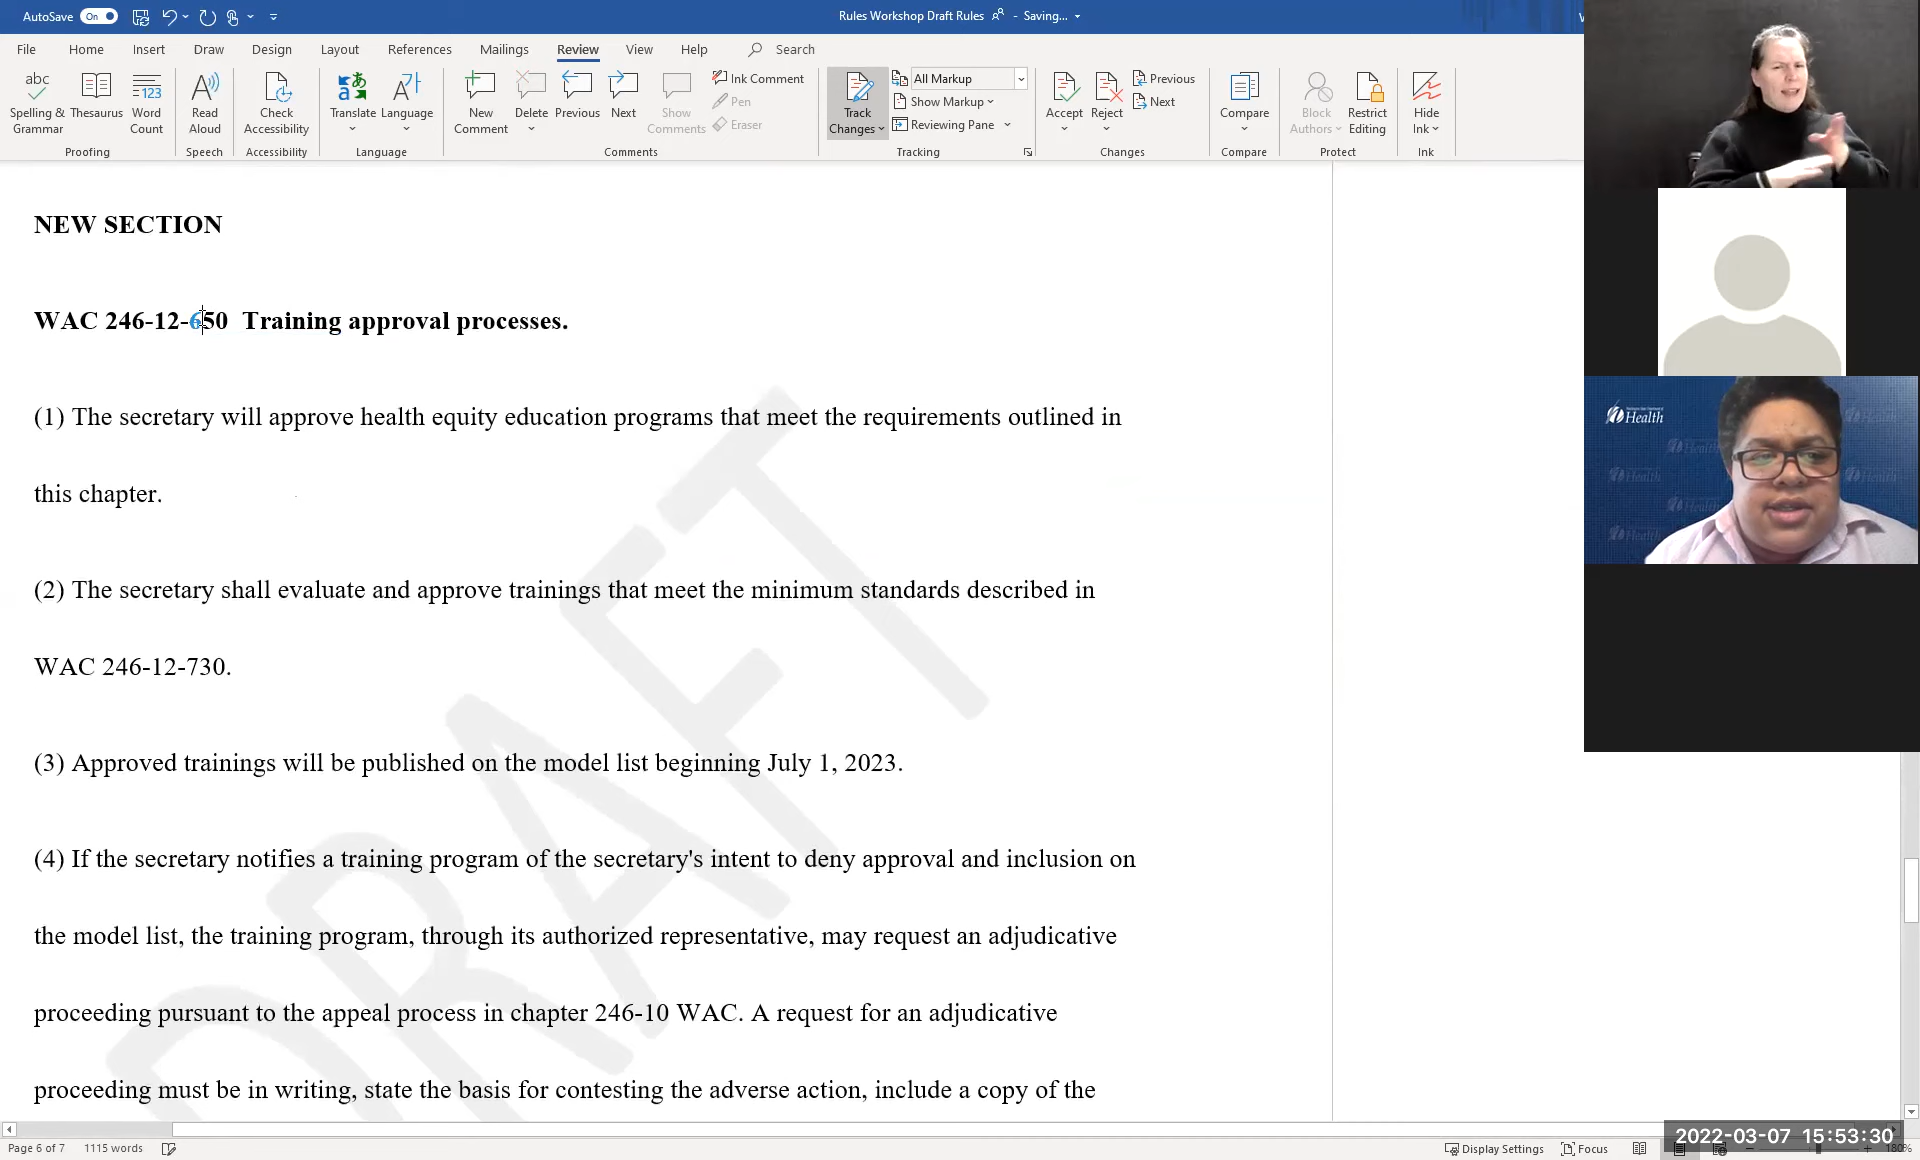 AutoSave On Rules Workshop Draft Rules - Saving...
File Home Insert Draw Design Layout References Mailings Review View Help Search
abc
Spelling & Grammar
Thesaurus
123
Word Count
Read Aloud
Check Accessibility
Translate
Language
New Comment
Delete
Previous
Next
Show Comments
Ink Comment
Pen
Eraser
Track Changes
All Markup
Show Markup
Reviewing Pane
Accept
Reject
Previous
Next
Compare
Block Authors
Restrict Editing
Hide Ink
Proofing Speech Accessibility Language Comments Tracking Changes Compare Protect Ink
NEW SECTION
WAC 246-12-650 Training approval processes.
(1) The secretary will approve health equity education programs that meet the requirements outlined in
this chapter.
(2) The secretary shall evaluate and approve trainings that meet the minimum standards described in
WAC 246-12-730.
(3) Approved trainings will be published on the model list beginning July 1, 2023.
(4) If the secretary notifies a training program of the secretary's intent to deny approval and inclusion on
the model list, the training program, through its authorized representative, may request an adjudicative
proceeding pursuant to the appeal process in chapter 246-10 WAC. A request for an adjudicative
proceeding must be in writing, state the basis for contesting the adverse action, include a copy of the
DRAFT
Health
Page 6 of 7 1115 words Display Settings Focus 180%
2022-03-07 15:53:30